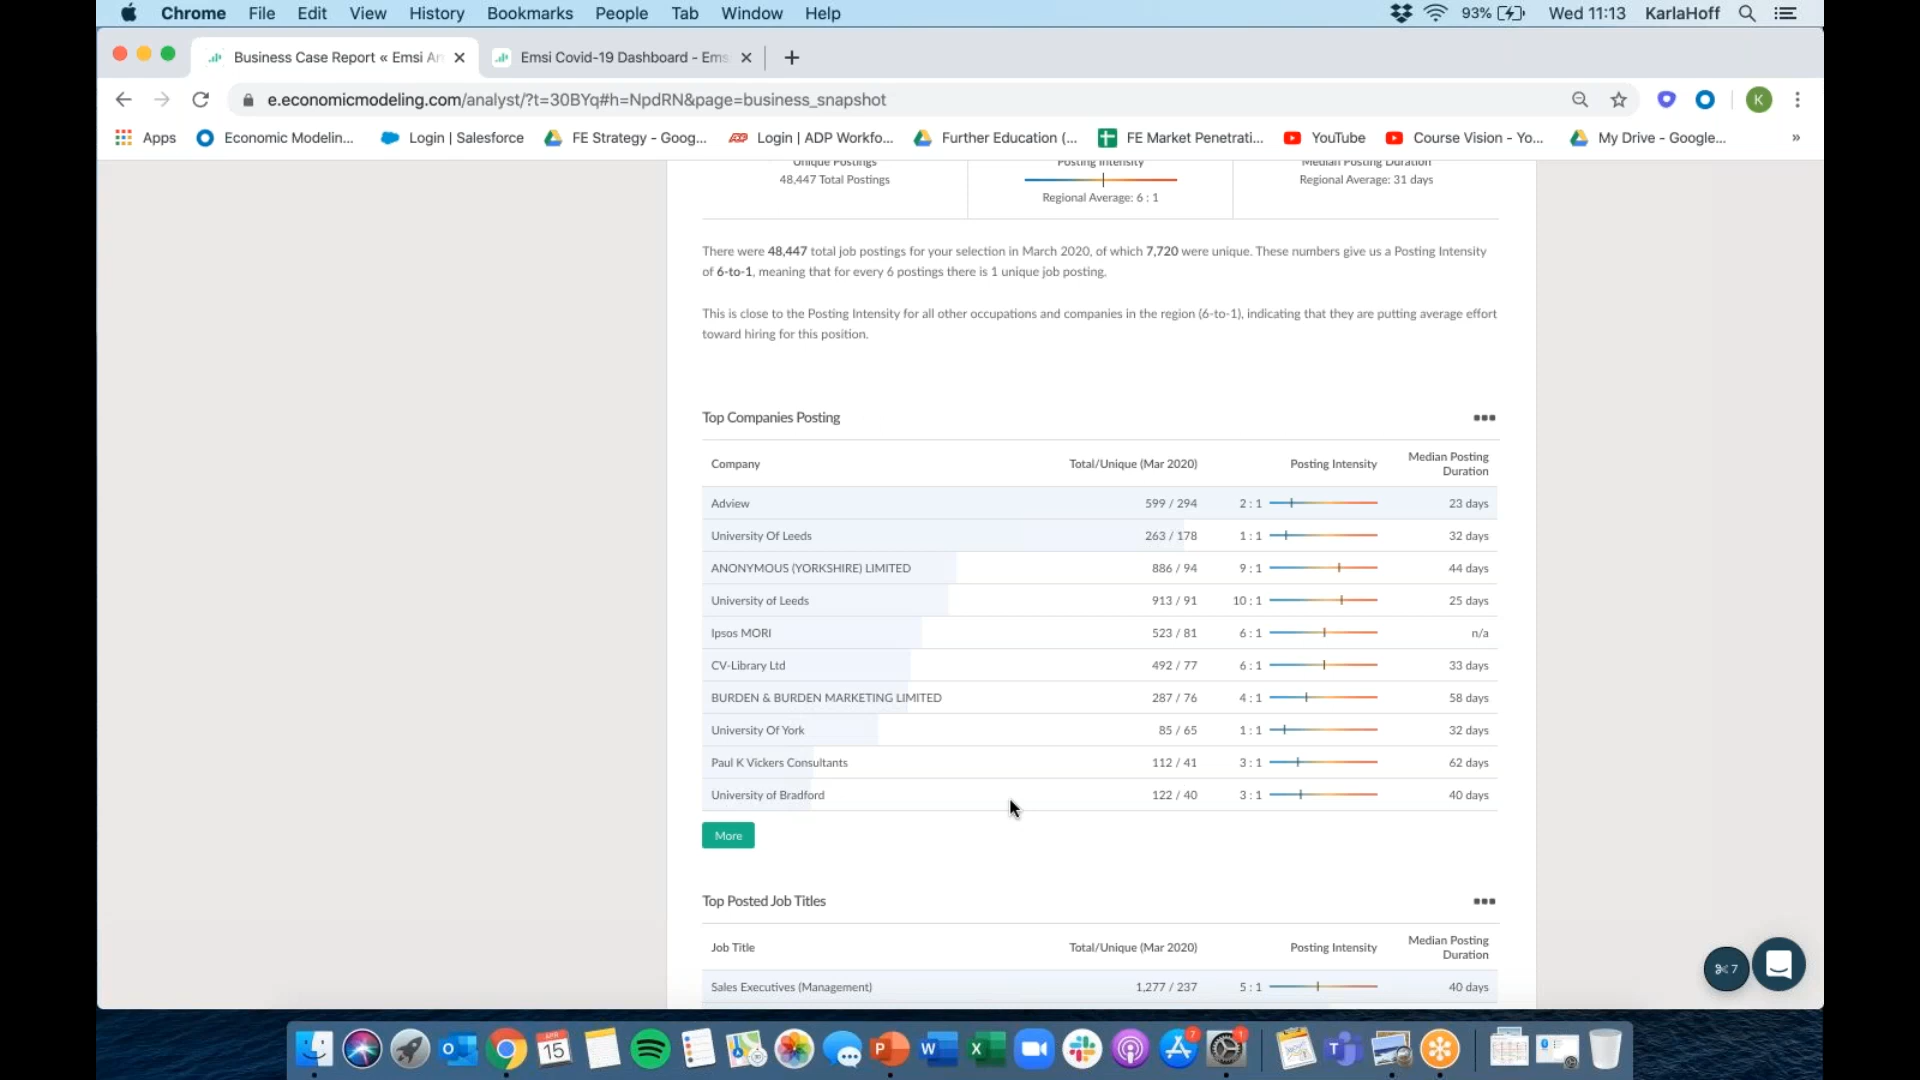 Chrome File Edit View History Bookmarks People Tab Window Help 93% Wed 11:13 KarlaHoff
Business Case Report « Emsi An Emsi Covid-19 Dashboard - Ems
e.economicmodeling.com/analyst/?t=30BYq#h=NpdRN&page=business_snapshot K
Apps Economic Modelin... Login | Salesforce FE Strategy - Goog... Login | ADP Workfo... Further Education (... FE Market Penetrati... YouTube Course Vision - Yo... My Drive - Google... »
Unique Postings Posting Intensity Median Posting Duration
48,447 Total Postings Regional Average: 31 days
Regional Average: 6 : 1
There were 48,447 total job postings for your selection in March 2020, of which 7,720 were unique. These numbers give us a Posting Intensity
of 6-to-1, meaning that for every 6 postings there is 1 unique job posting.
This is close to the Posting Intensity for all other occupations and companies in the region (6-to-1), indicating that they are putting average effort
toward hiring for this position.
Top Companies Posting
Company Total/Unique (Mar 2020) Posting Intensity Median Posting
Duration
Adview 599 / 294 2 : 1 23 days
University Of Leeds 263 / 178 1 : 1 32 days
ANONYMOUS (YORKSHIRE) LIMITED 886 / 94 9 : 1 44 days
University of Leeds 913 / 91 10 : 1 25 days
Ipsos MORI 523 / 81 6 : 1 n/a
CV-Library Ltd 492 / 77 6 : 1 33 days
BURDEN & BURDEN MARKETING LIMITED 287 / 76 4 : 1 58 days
University Of York 85 / 65 1 : 1 32 days
Paul K Vickers Consultants 112 / 41 3 : 1 62 days
University of Bradford 122 / 40 3 : 1 40 days
More
Top Posted Job Titles
Job Title Total/Unique (Mar 2020) Posting Intensity Median Posting
Duration
Sales Executives (Management) 1,277 / 237 5 : 1 40 days
7
APR
15
P W X 7 1 T